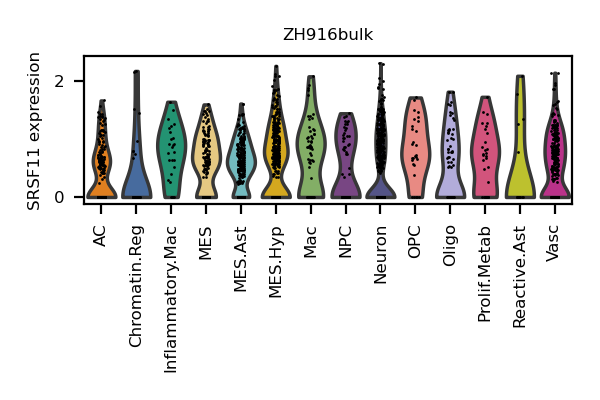 ZH916bulk
SRSF11 expression
2
0
AC
Chromatin.Reg
Inflammatory.Mac
MES
MES.Ast
MES.Hyp
Mac
NPC
Neuron
OPC
Oligo
Prolif.Metab
Reactive.Ast
Vasc